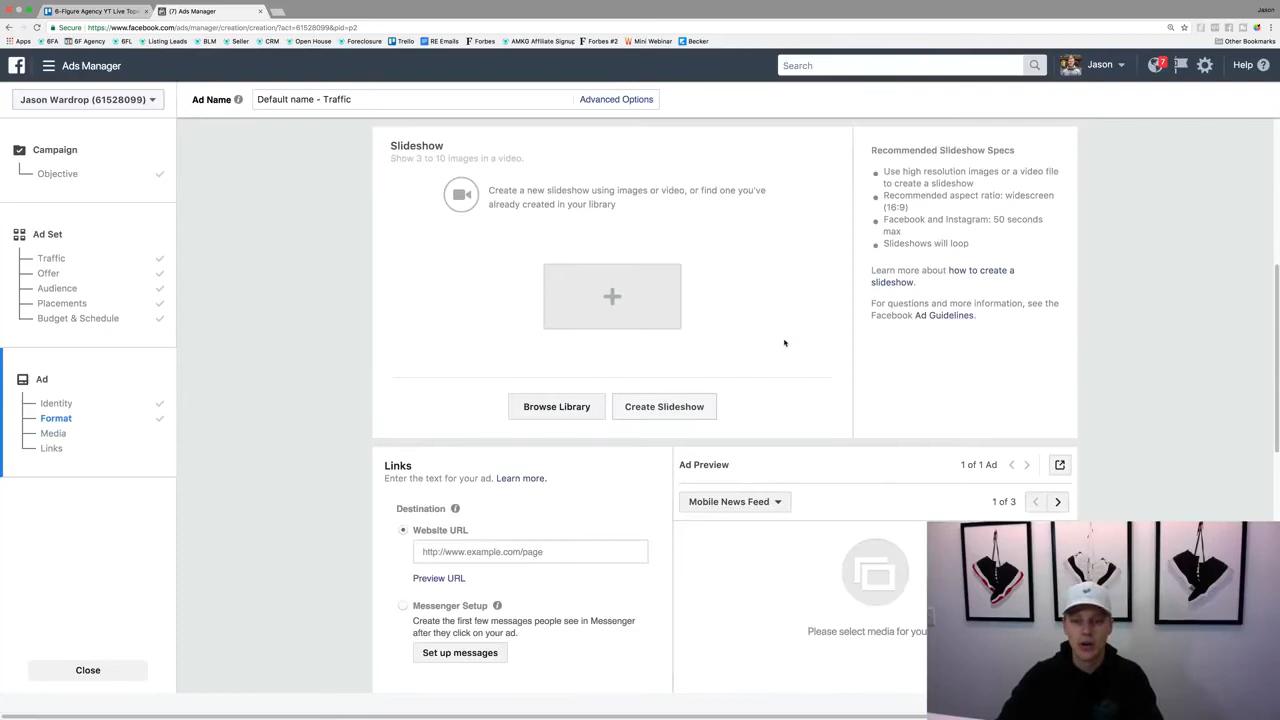 Jason
6-Figure Agency YT Live Topi
(7) Ads Manager
Secure
https://www.facebook.com/ads/manager/creation/creation/?act=61528099&pid=p2
Apps
6FA
6F Agency
6FL
Listing Leads
BLM
Seller
CRM
Open House
Foreclosure
Trello
RE Emails
Forbes
AMKG Affiliate Signup
Forbes #2
Mini Webinar
Becker
Other Bookmarks
Ads Manager
Search
Jason
7
Help
Jason Wardrop (61528099)
Ad Name
Default name - Traffic
Advanced Options
Campaign
Objective
Ad Set
Traffic
Offer
Audience
Placements
Budget & Schedule
Ad
Identity
Format
Media
Links
Close
Slideshow
Show 3 to 10 images in a video.
Create a new slideshow using images or video, or find one you've
already created in your library
Browse Library
Create Slideshow
Recommended Slideshow Specs
Use high resolution images or a video file
to create a slideshow
Recommended aspect ratio: widescreen
(16:9)
Facebook and Instagram: 50 seconds
max
Slideshows will loop
Learn more about how to create a
slideshow.
For questions and more information, see the
Facebook Ad Guidelines.
Links
Enter the text for your ad. Learn more.
Destination
Website URL
http://www.example.com/page
Preview URL
Messenger Setup
Create the first few messages people see in Messenger
after they click on your ad.
Set up messages
Ad Preview
1 of 1 Ad
Mobile News Feed
1 of 3
Please select media for you